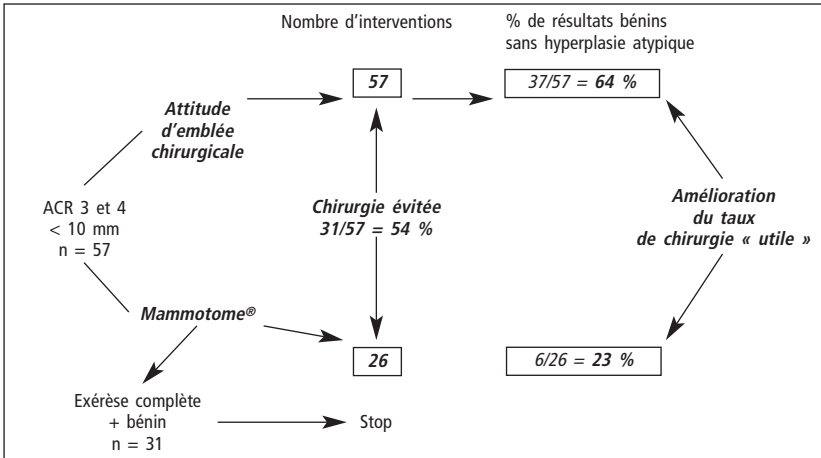 Nombre d'interventions
% de résultats bénins
sans hyperplasie atypique
57
37/57 = 64 %
Attitude
d'emblée
chirurgicale
ACR 3 et 4
< 10 mm
n = 57
Chirurgie évitée
31/57 = 54 %
Amélioration
du taux
de chirurgie « utile »
Mammotome®
26
6/26 = 23 %
Exérèse complète
+ bénin
n = 31
Stop